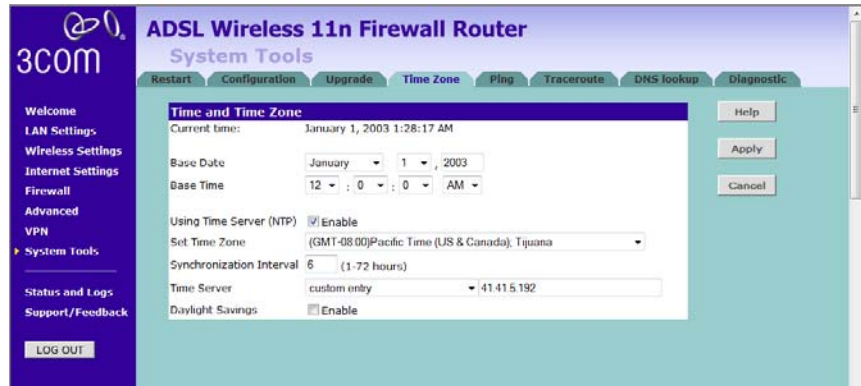 3COM
ADSL Wireless 11n Firewall Router
System Tools
Restart Configuration Upgrade Time Zone Ping Traceroute DNS lookup Diagnostic
Welcome
LAN Settings
Wireless Settings
Internet Settings
Firewall
Advanced
VPN
System Tools
Status and Logs
Support/Feedback
LOG OUT
Time and Time Zone
Current time: January 1, 2003 1:28:17 AM
Base Date January 1 , 2003
Base Time 12 : 0 : 0 AM
Using Time Server (NTP) Enable
Set Time Zone (GMT-08:00)Pacific Time (US & Canada), Tijuana
Synchronization Interval 6 (1-72 hours)
Time Server custom entry 41.41.5.192
Daylight Savings Enable
Help
Apply
Cancel